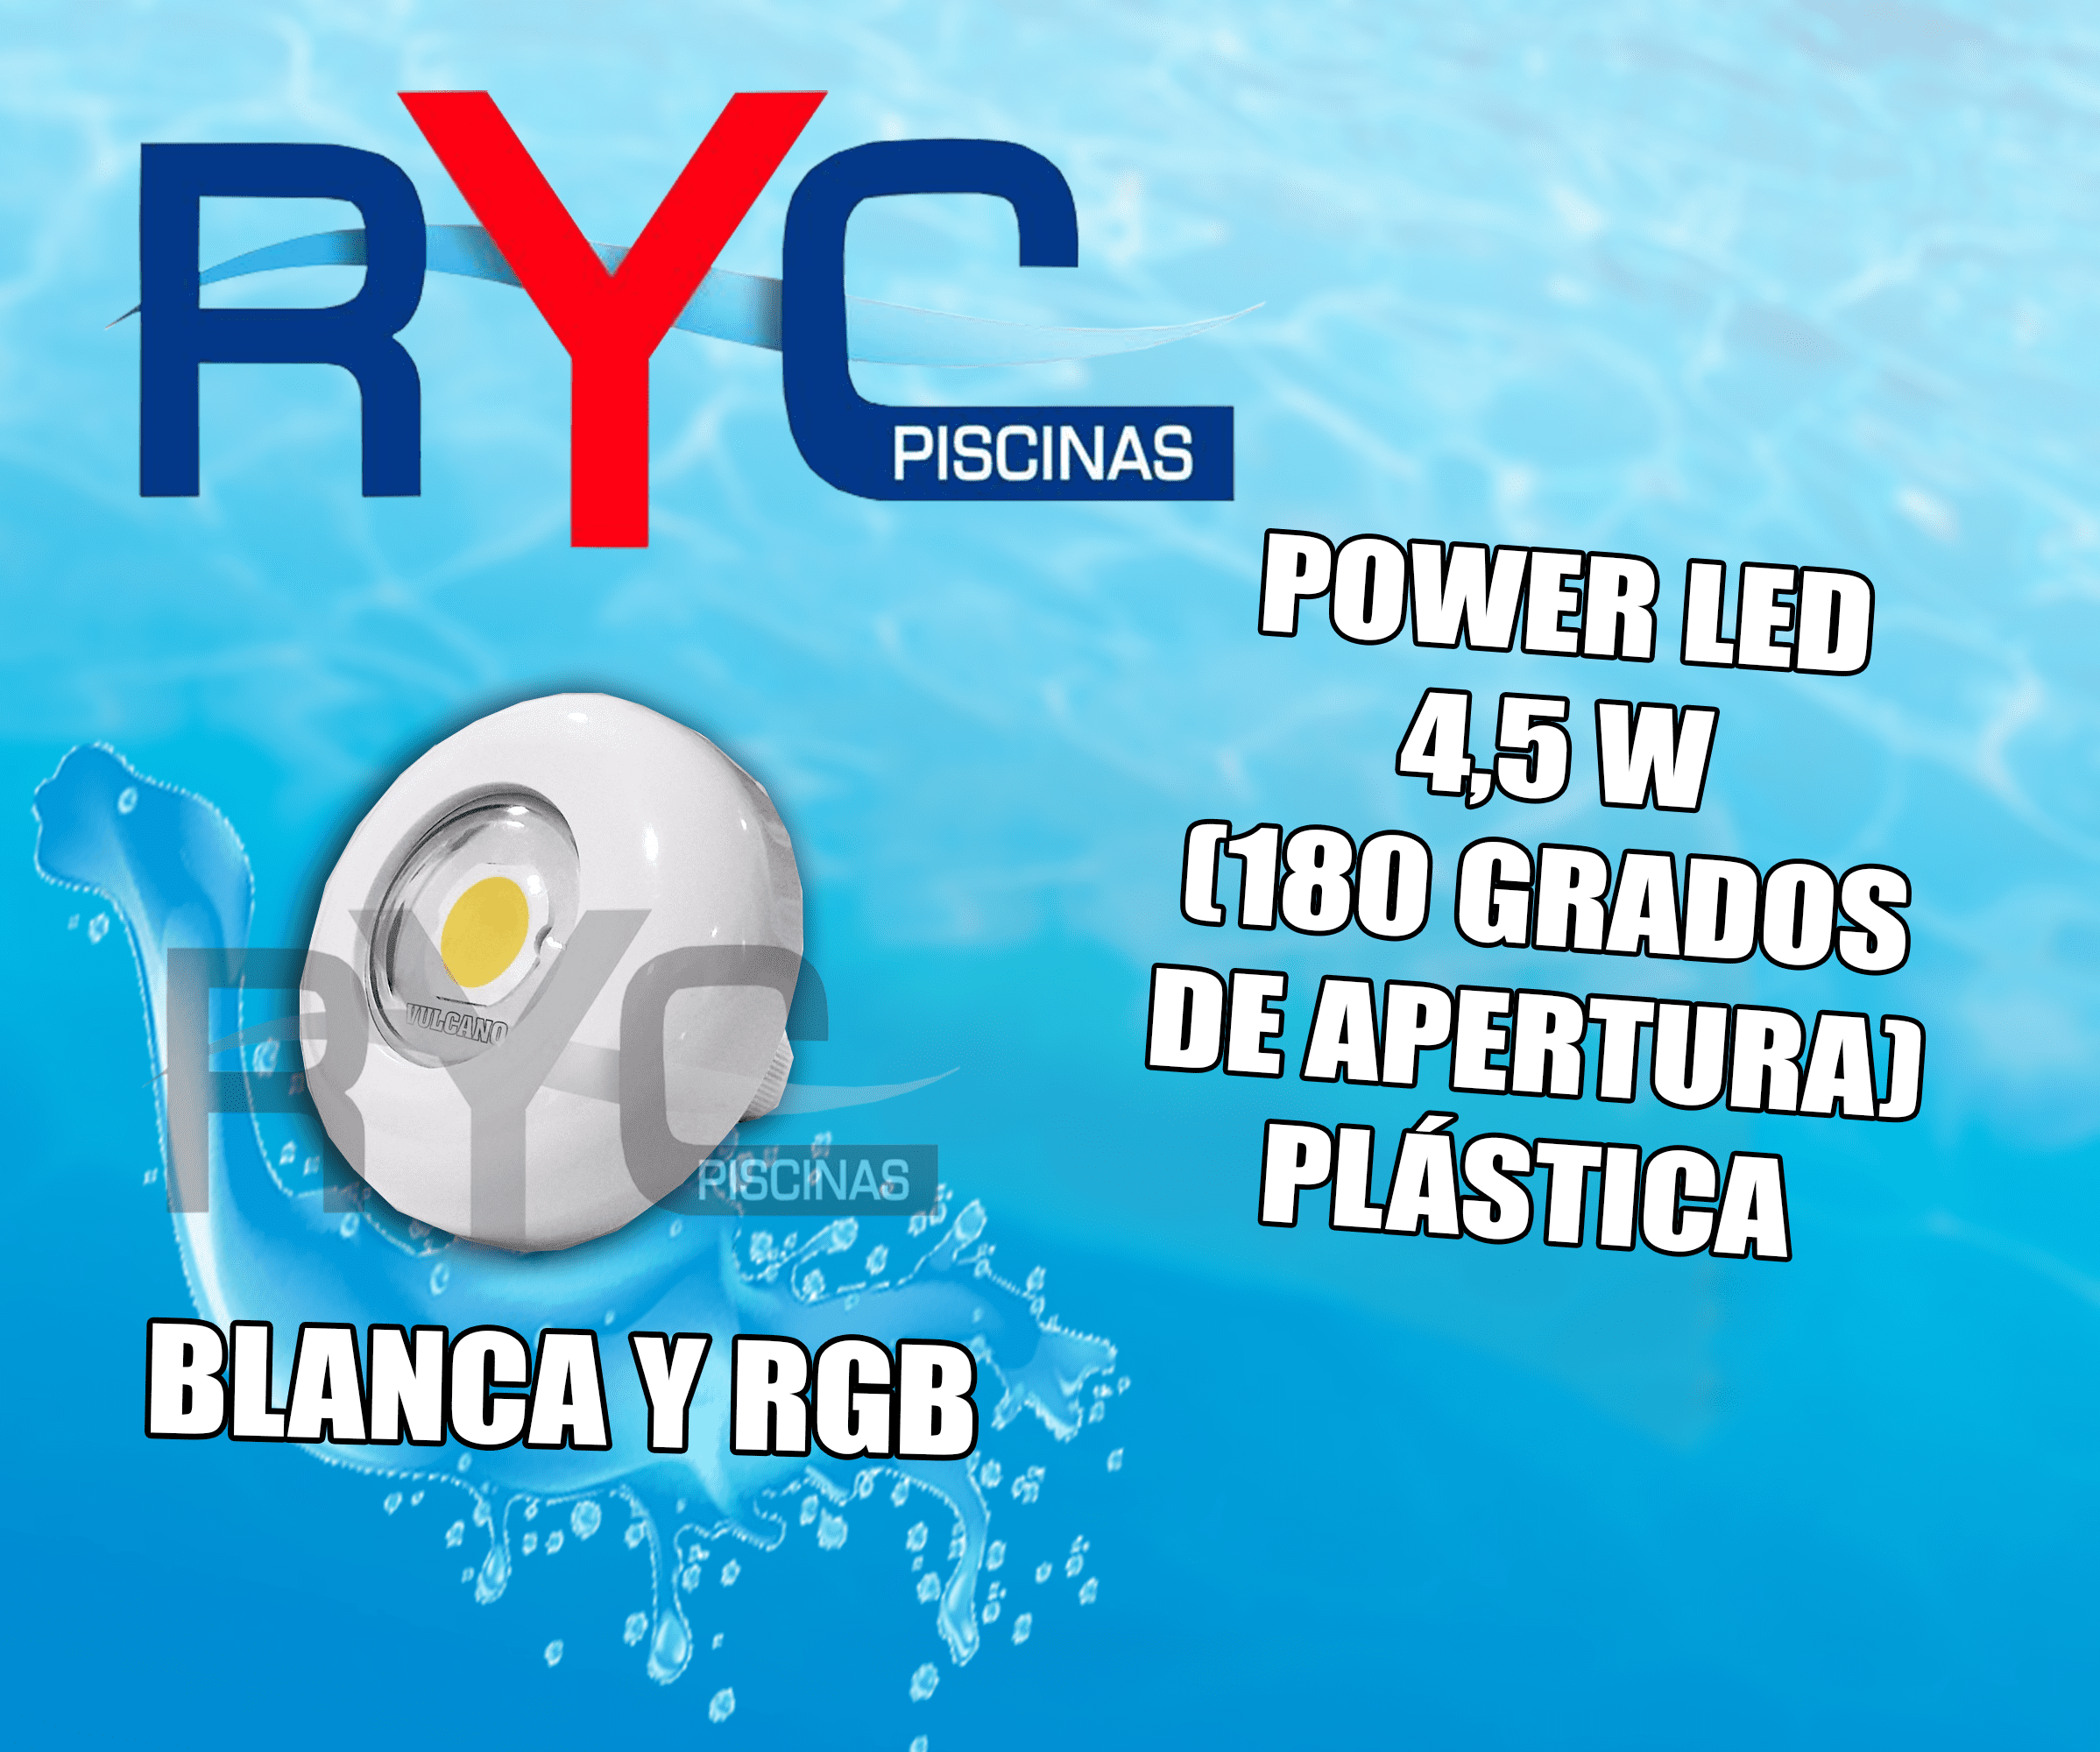 RYC
PISCINAS
POWER LED
4,5 W
(180 GRADOS
DE APERTURA)
PLÁSTICA
VULCANO
RYC
PISCINAS
BLANCA Y RGB